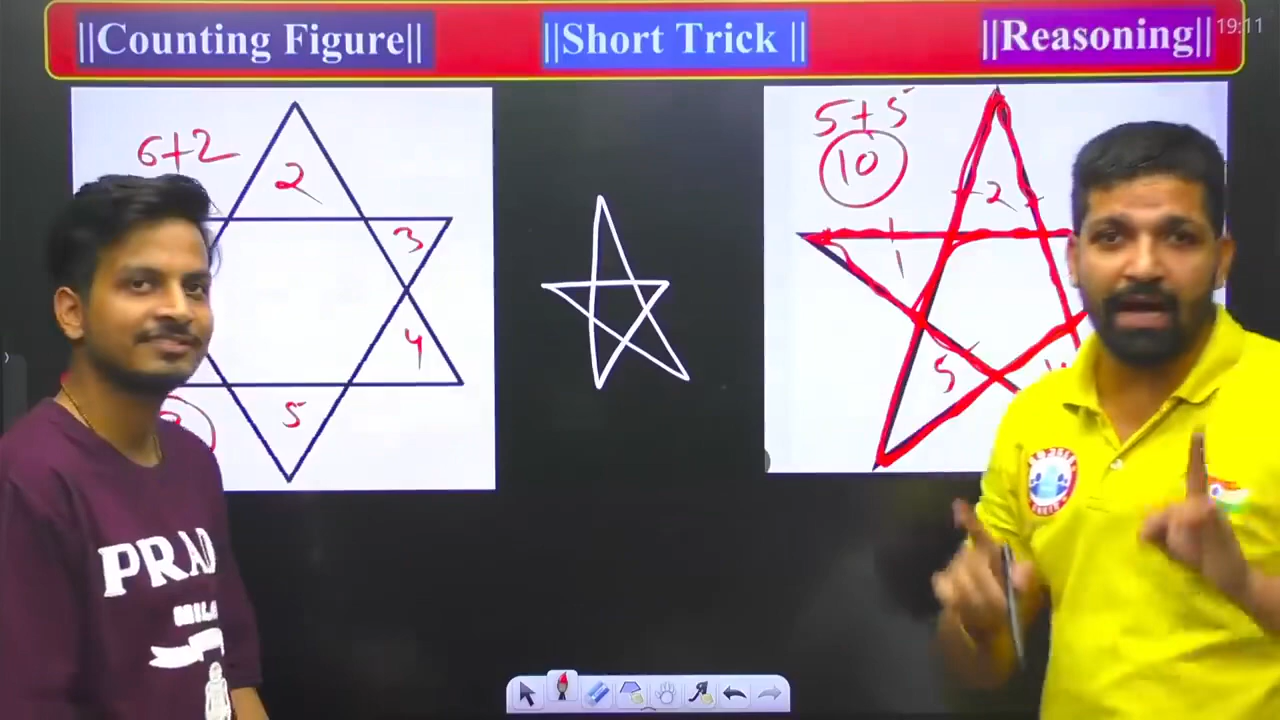 ||Counting Figure||
||Short Trick ||
||Reasoning||
19:11
6+2
2
3
4
5
5+5
10
2
1
5
PRAD
MILA